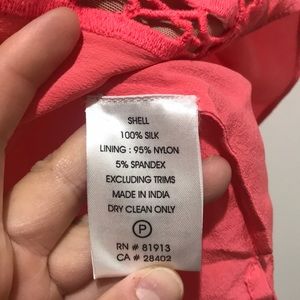 SHELL
100% SILK
LINING : 95% NYLON
5% SPANDEX
EXCLUDING TRIMS
MADE IN INDIA
DRY CLEAN ONLY
P
RN # 81913
CA # 28402